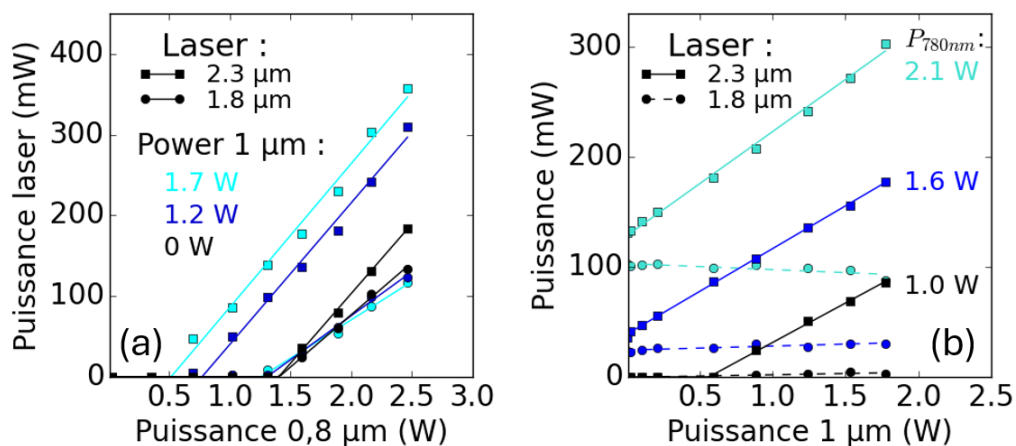 Puissance laser (mW)
400
300
200
100
0
Laser :
2.3 µm
1.8 µm
Power 1 µm :
1.7 W
1.2 W
0 W
(a)
0.5 1.0 1.5 2.0 2.5 3.0
Puissance 0,8 µm (W)
Puissance (mW)
300
200
100
0
Laser :
2.3 µm
1.8 µm
P780nm:
2.1 W
1.6 W
1.0 W
(b)
0.5 1.0 1.5 2.0 2.5
Puissance 1 µm (W)